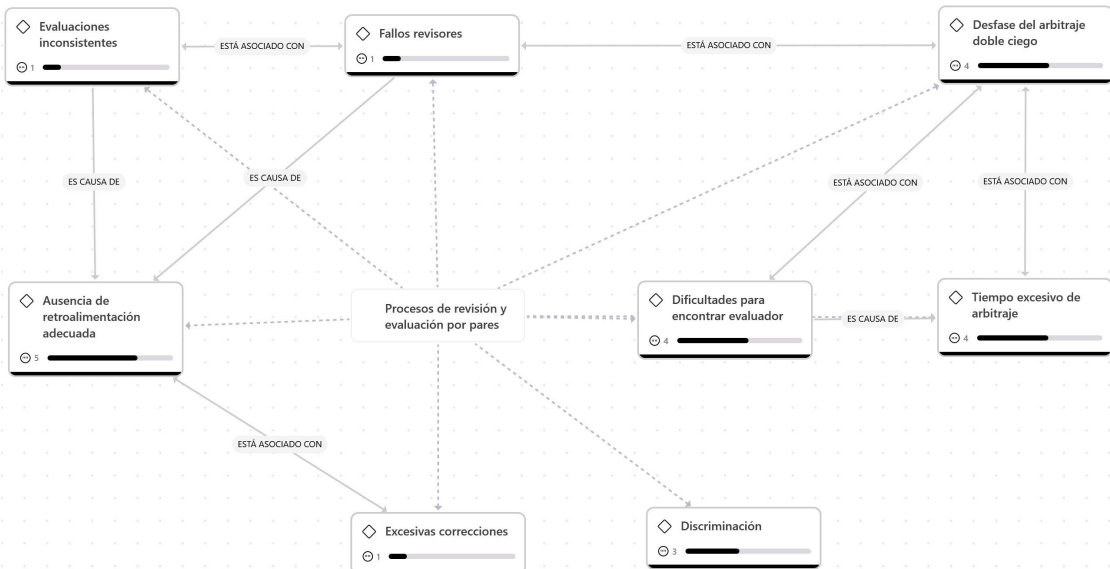 Evaluaciones
inconsistentes
1
ESTÁ ASOCIADO CON
Fallos revisores
1
ESTÁ ASOCIADO CON
Desfase del arbitraje
doble ciego
4
ES CAUSA DE
ES CAUSA DE
ESTÁ ASOCIADO CON
ESTÁ ASOCIADO CON
Ausencia de
retroalimentación
adecuada
5
Procesos de revisión y
evaluación por pares
Dificultades para
encontrar evaluador
4
ES CAUSA DE
Tiempo excesivo de
arbitraje
4
ESTÁ ASOCIADO CON
Excesivas correcciones
1
Discriminación
3